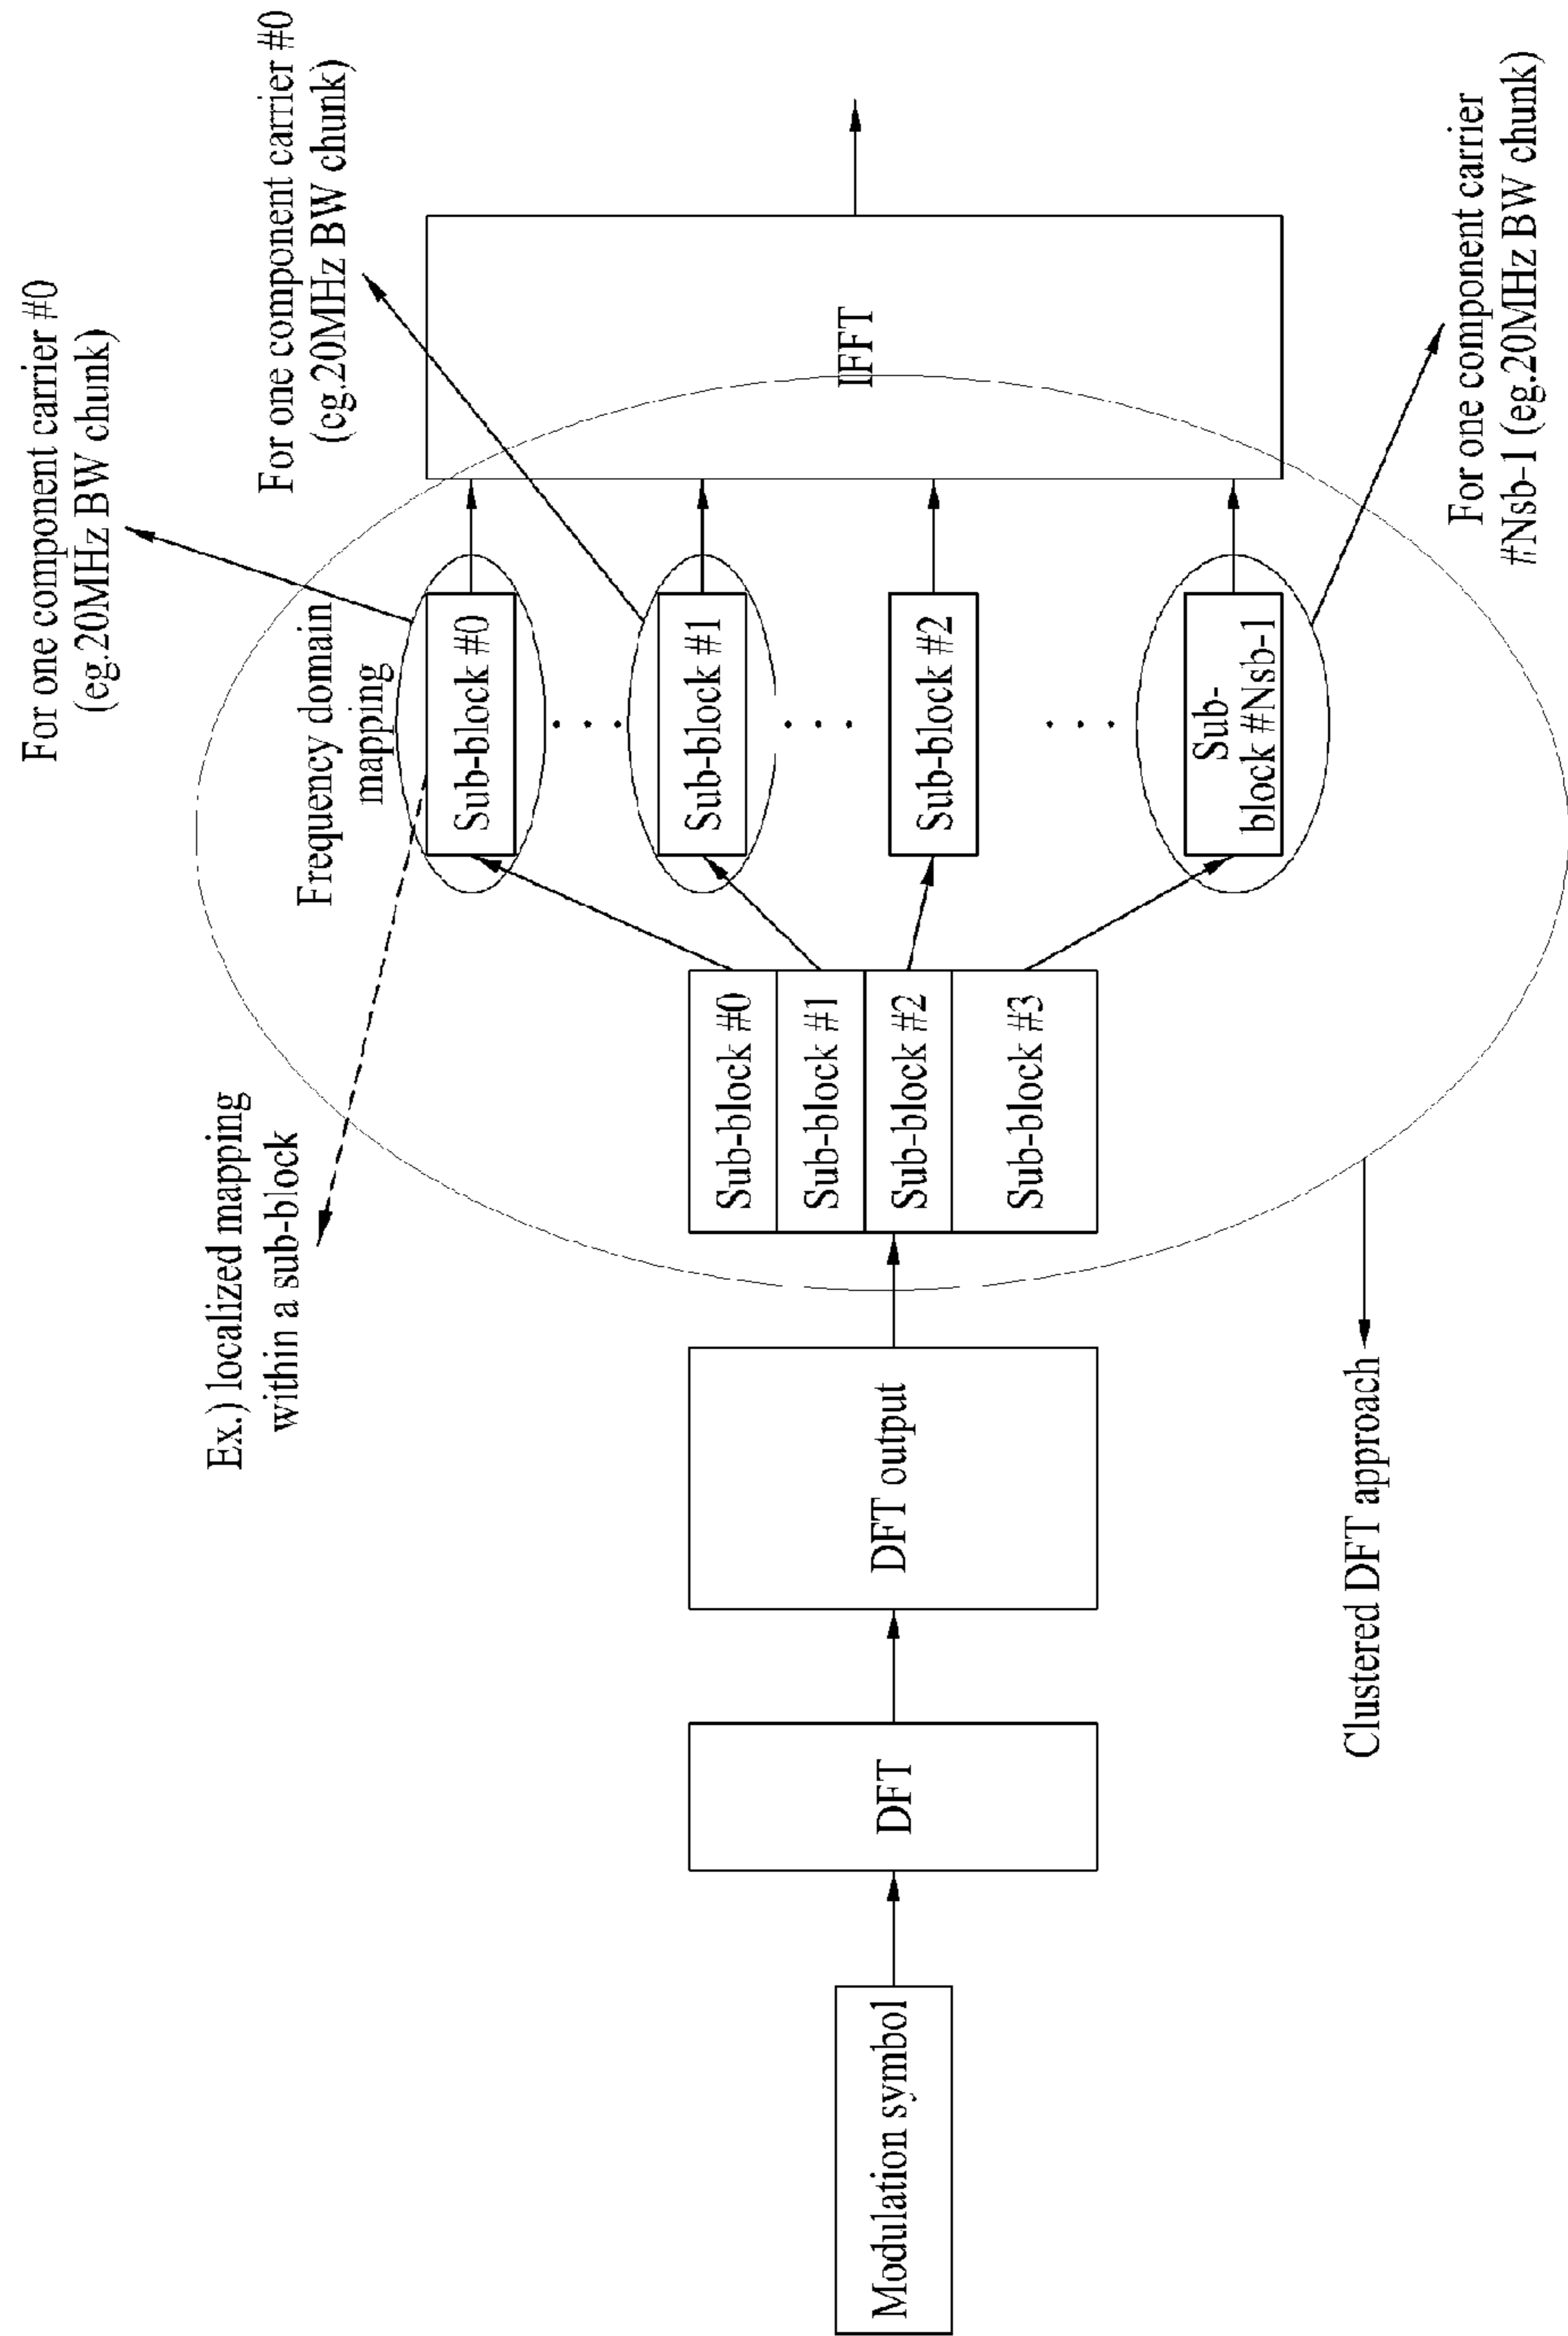 For one component carrier #0
(eg.20MHz BW chunk)
For one component carrier #0
(eg.20MHz BW chunk)
Ex.) localized mapping
within a sub-block
Frequency domain
mapping
Sub-block #0
Sub-block #1
Sub-block #2
Sub-
block #Nsb-1
Modulation symbol
DFT
DFT output
Sub-block #0
Sub-block #1
Sub-block #2
Sub-block #3
IFFT
Clustered DFT approach
For one component carrier
#Nsb-1 (eg.20MHz BW chunk)